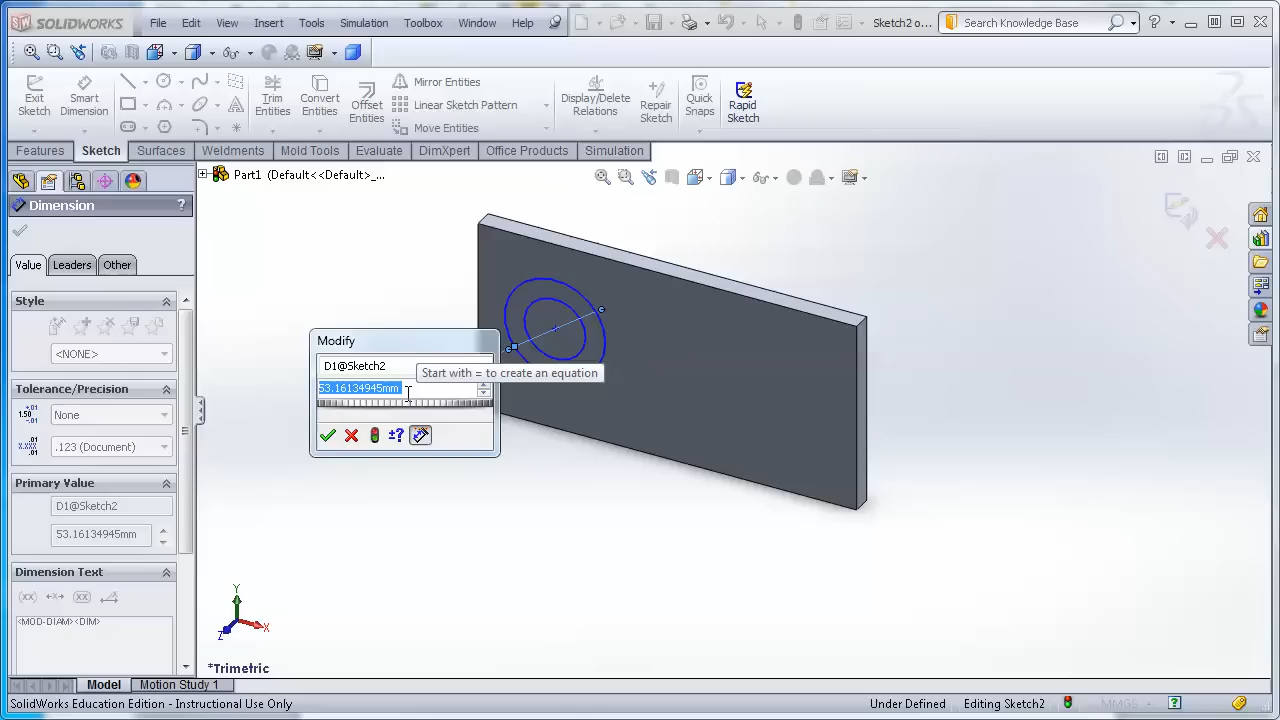 SOLIDWORKS File Edit View Insert Tools Simulation Toolbox Window Help Sketch2 o... Search Knowledge Base
Exit Sketch
Smart Dimension
Trim Entities
Convert Entities
Offset Entities
Mirror Entities
Linear Sketch Pattern
Move Entities
Display/Delete Relations
Repair Sketch
Quick Snaps
Rapid Sketch
Features Sketch Surfaces Weldments Mold Tools Evaluate DimXpert Office Products Simulation
Part1 (Default<<Default>_...
Dimension ?
Value Leaders Other
Style
<NONE>
Tolerance/Precision
None
.123 (Document)
Primary Value
D1@Sketch2
53.16134945mm
Dimension Text
<MOD-DIAM><DIM>
Modify
D1@Sketch2
Start with = to create an equation
53.16134945mm
±?
Y
X
Z
*Trimetric
Model Motion Study 1
SolidWorks Education Edition - Instructional Use Only Under Defined Editing Sketch2 MMGS